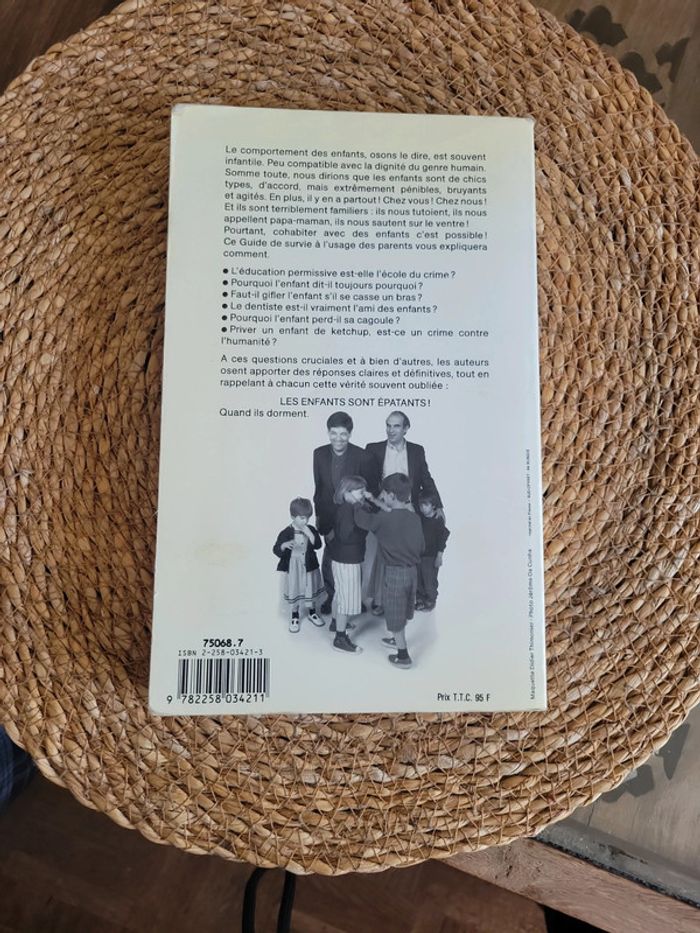 Le comportement des enfants, osons le dire, est souvent
infantile. Peu compatible avec la dignité du genre humain.
Somme toute, nous dirions que les enfants sont de chics
types, d'accord, mais extrêmement pénibles, bruyants
et agités. En plus, il y en a partout ! Chez vous ! Chez nous !
Et ils sont terriblement familiers : ils nous tutoient, ils nous
appellent papa-maman, ils nous sautent sur le ventre !
Pourtant, cohabiter avec des enfants c'est possible !
Ce Guide de survie à l'usage des parents vous expliquera
comment.
● L'éducation permissive est-elle l'école du crime ?
● Pourquoi l'enfant dit-il toujours pourquoi ?
● Faut-il gifler l'enfant s'il se casse un bras ?
● Le dentiste est-il vraiment l'ami des enfants ?
● Pourquoi l'enfant perd-il sa cagoule ?
● Priver un enfant de ketchup, est-ce un crime contre
l'humanité ?
A ces questions cruciales et à bien d'autres, les auteurs
osent apporter des réponses claires et définitives, tout en
rappelant à chacun cette vérité souvent oubliée :
LES ENFANTS SONT ÉPATANTS !
Quand ils dorment.
75068.7
ISBN 2-258-03421-3
9 782258 034211
Prix T.T.C. 95 F
Maquette Didier Thimonier - Photo Jérôme Da Cunha